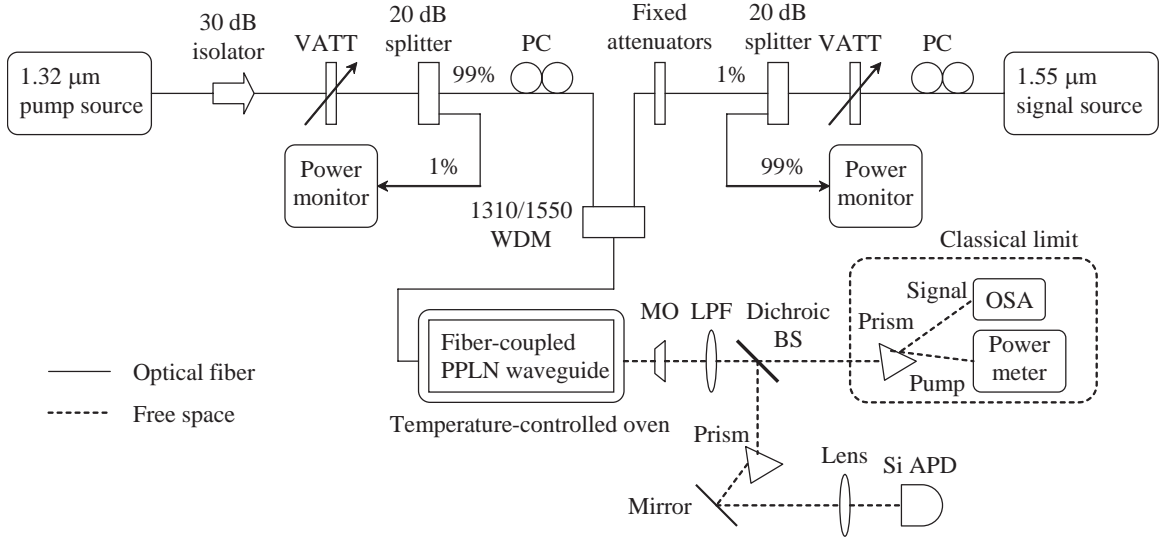 30 dB
isolator
VATT
20 dB
splitter
PC
Fixed
attenuators
20 dB
splitter
VATT
PC
1.32 μm
pump source
99%
1%
1.55 μm
signal source
Power
monitor
1%
99%
Power
monitor
1310/1550
WDM
Classical limit
Signal
OSA
MO
LPF
Dichroic
BS
Prism
Fiber-coupled
PPLN waveguide
Power
meter
Pump
Optical fiber
Free space
Temperature-controlled oven
Prism
Lens
Si APD
Mirror